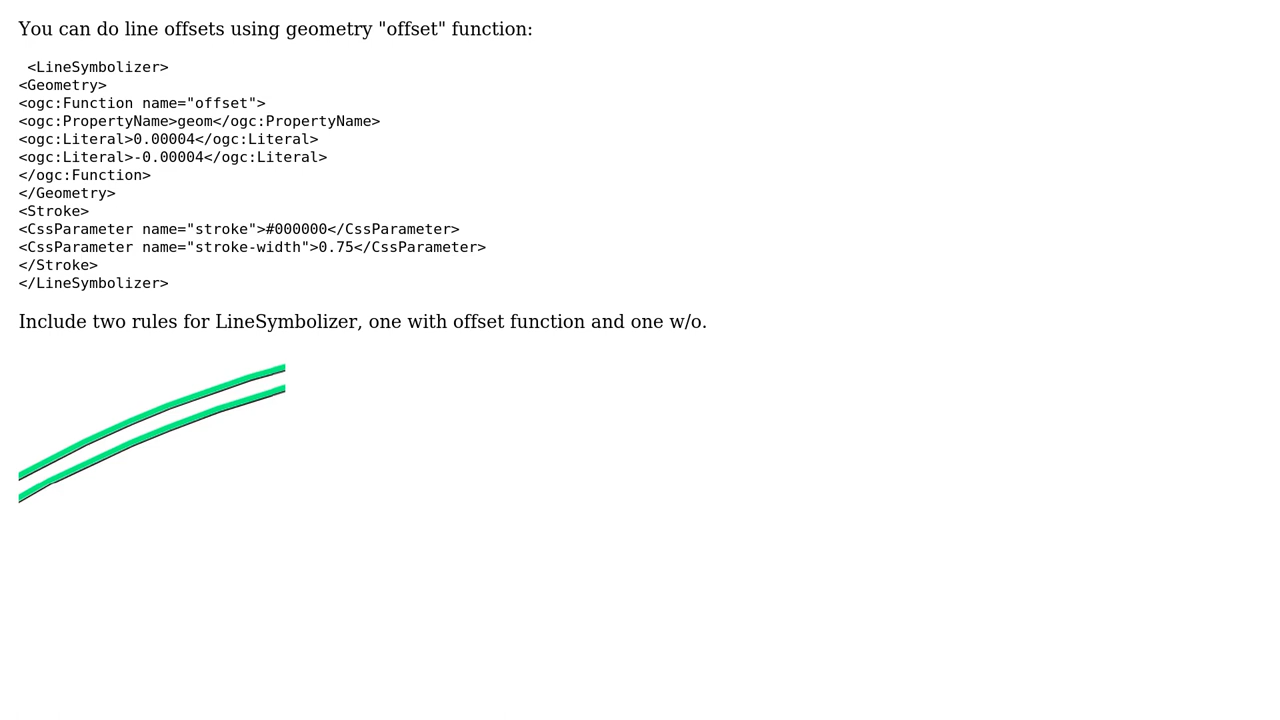 You can do line offsets using geometry "offset" function:
<LineSymbolizer>
<Geometry>
<ogc:Function name="offset">
<ogc:PropertyName>geom</ogc:PropertyName>
<ogc:Literal>0.00004</ogc:Literal>
<ogc:Literal>-0.00004</ogc:Literal>
</ogc:Function>
</Geometry>
<Stroke>
<CssParameter name="stroke">#000000</CssParameter>
<CssParameter name="stroke-width">0.75</CssParameter>
</Stroke>
</LineSymbolizer>
Include two rules for LineSymbolizer, one with offset function and one w/o.